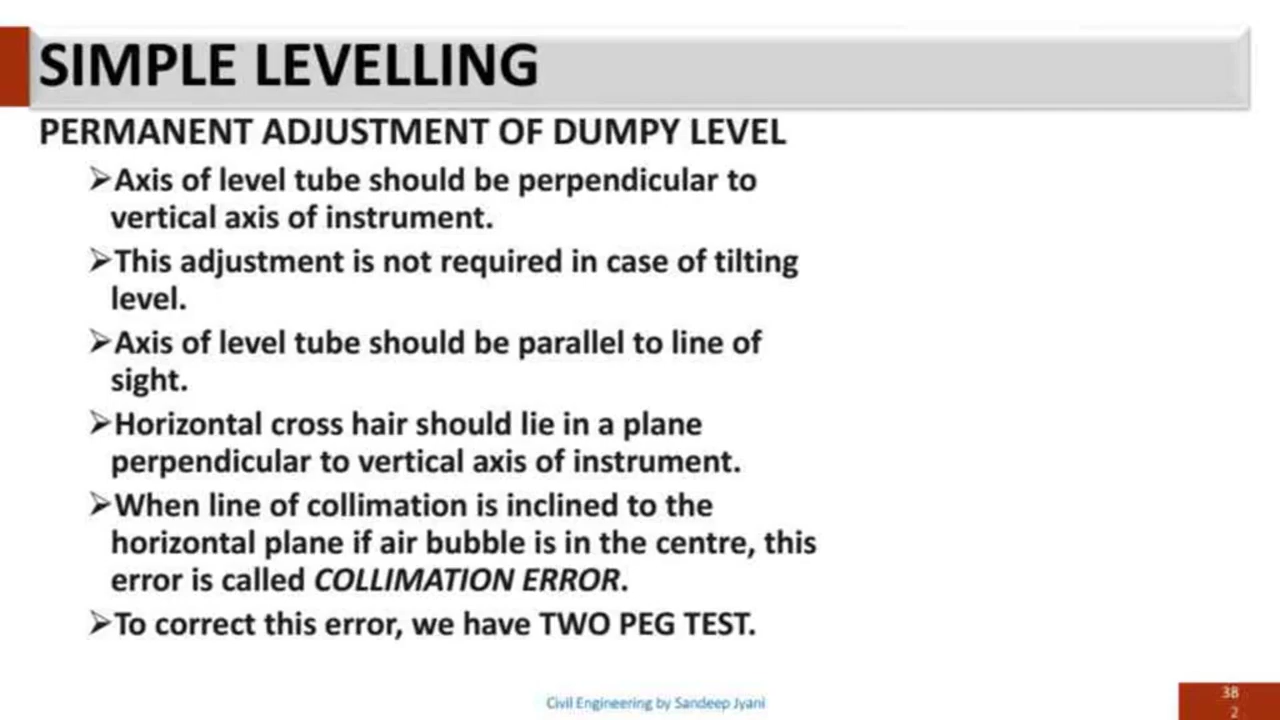 SIMPLE LEVELLING
PERMANENT ADJUSTMENT OF DUMPY LEVEL
➢Axis of level tube should be perpendicular to
vertical axis of instrument.
➢This adjustment is not required in case of tilting
level.
➢Axis of level tube should be parallel to line of
sight.
➢Horizontal cross hair should lie in a plane
perpendicular to vertical axis of instrument.
➢When line of collimation is inclined to the
horizontal plane if air bubble is in the centre, this
error is called COLLIMATION ERROR.
➢To correct this error, we have TWO PEG TEST.
Civil Engineering by Sandeep Jyani
38
2